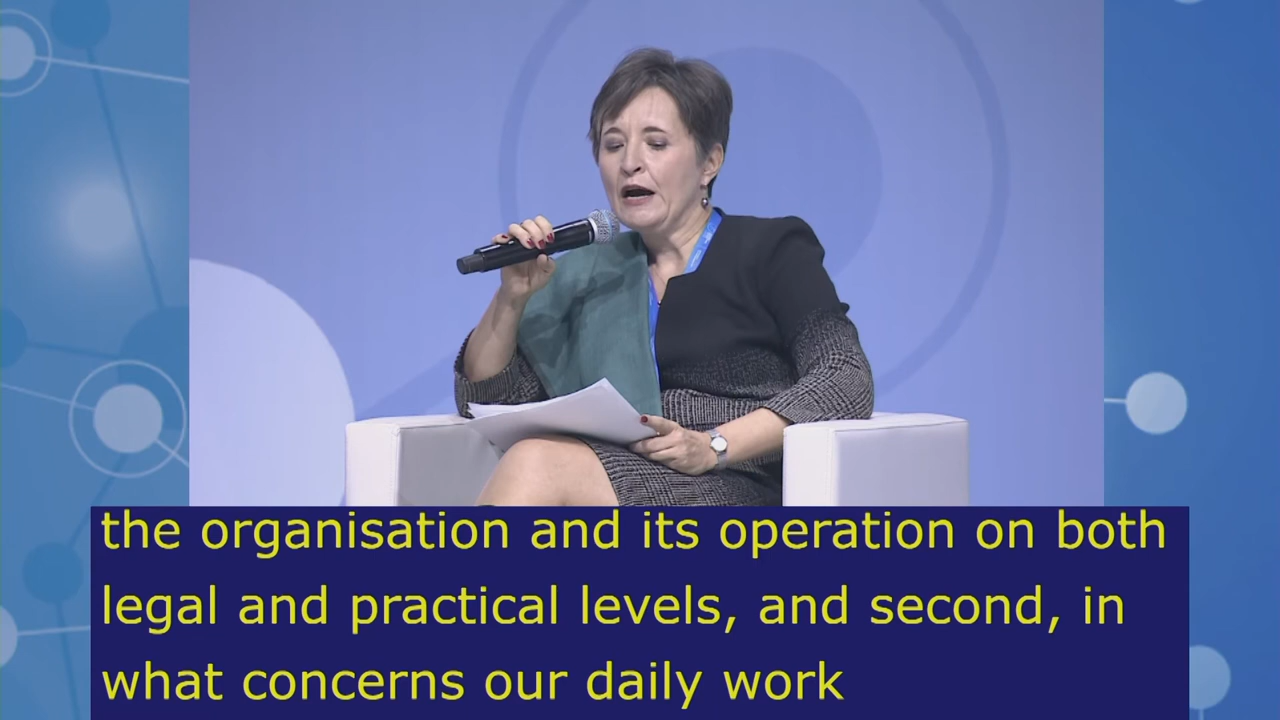 the organisation and its operation on both
legal and practical levels, and second, in
what concerns our daily work